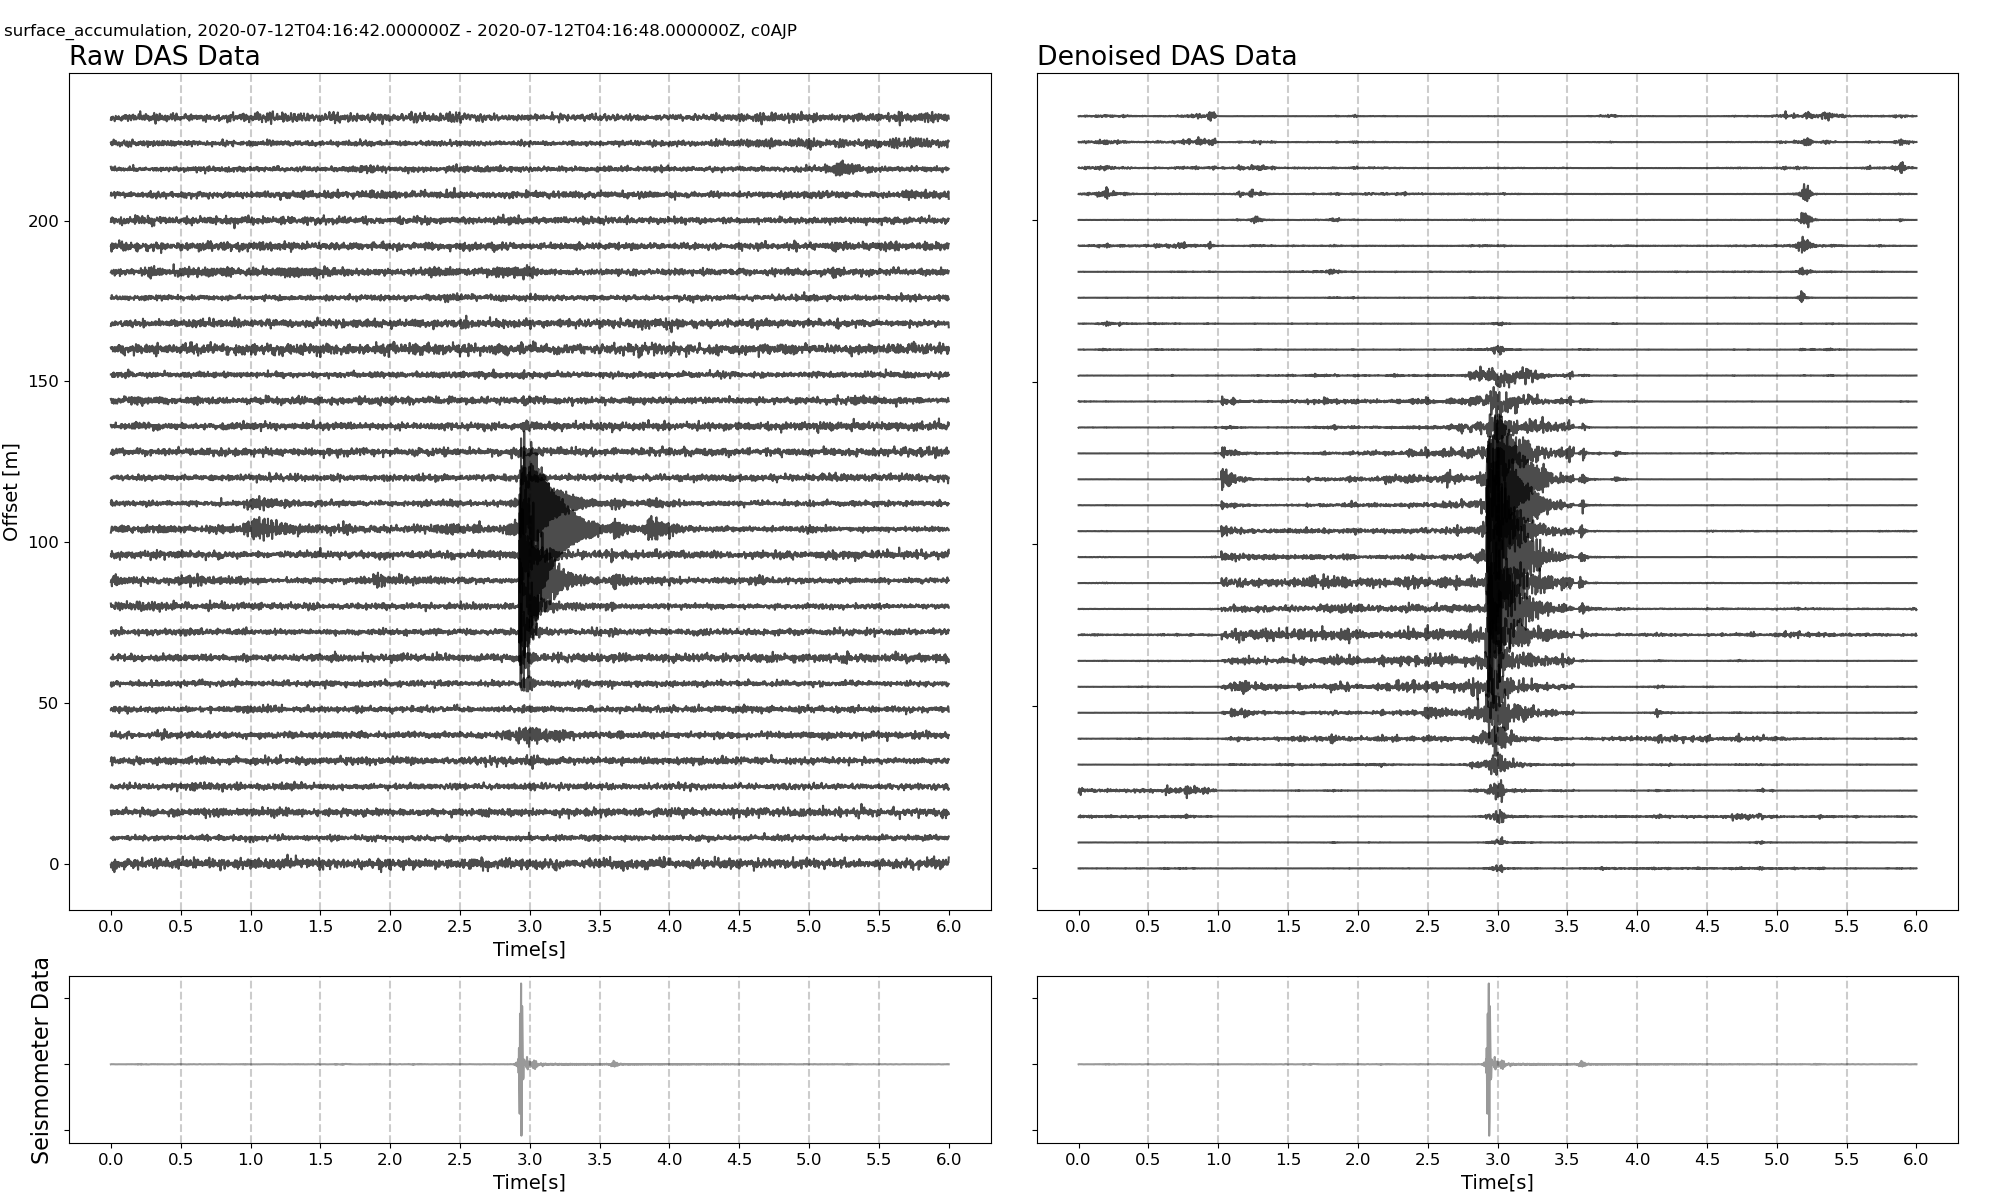 surface_accumulation, 2020-07-12T04:16:42.000000Z - 2020-07-12T04:16:48.000000Z, c0AJP
Raw DAS Data
Denoised DAS Data
Offset [m]
200
150
100
50
0
0.0 0.5 1.0 1.5 2.0 2.5 3.0 3.5 4.0 4.5 5.0 5.5 6.0
Time[s]
0.0 0.5 1.0 1.5 2.0 2.5 3.0 3.5 4.0 4.5 5.0 5.5 6.0
Seismometer Data
0.0 0.5 1.0 1.5 2.0 2.5 3.0 3.5 4.0 4.5 5.0 5.5 6.0
Time[s]
0.0 0.5 1.0 1.5 2.0 2.5 3.0 3.5 4.0 4.5 5.0 5.5 6.0
Time[s]